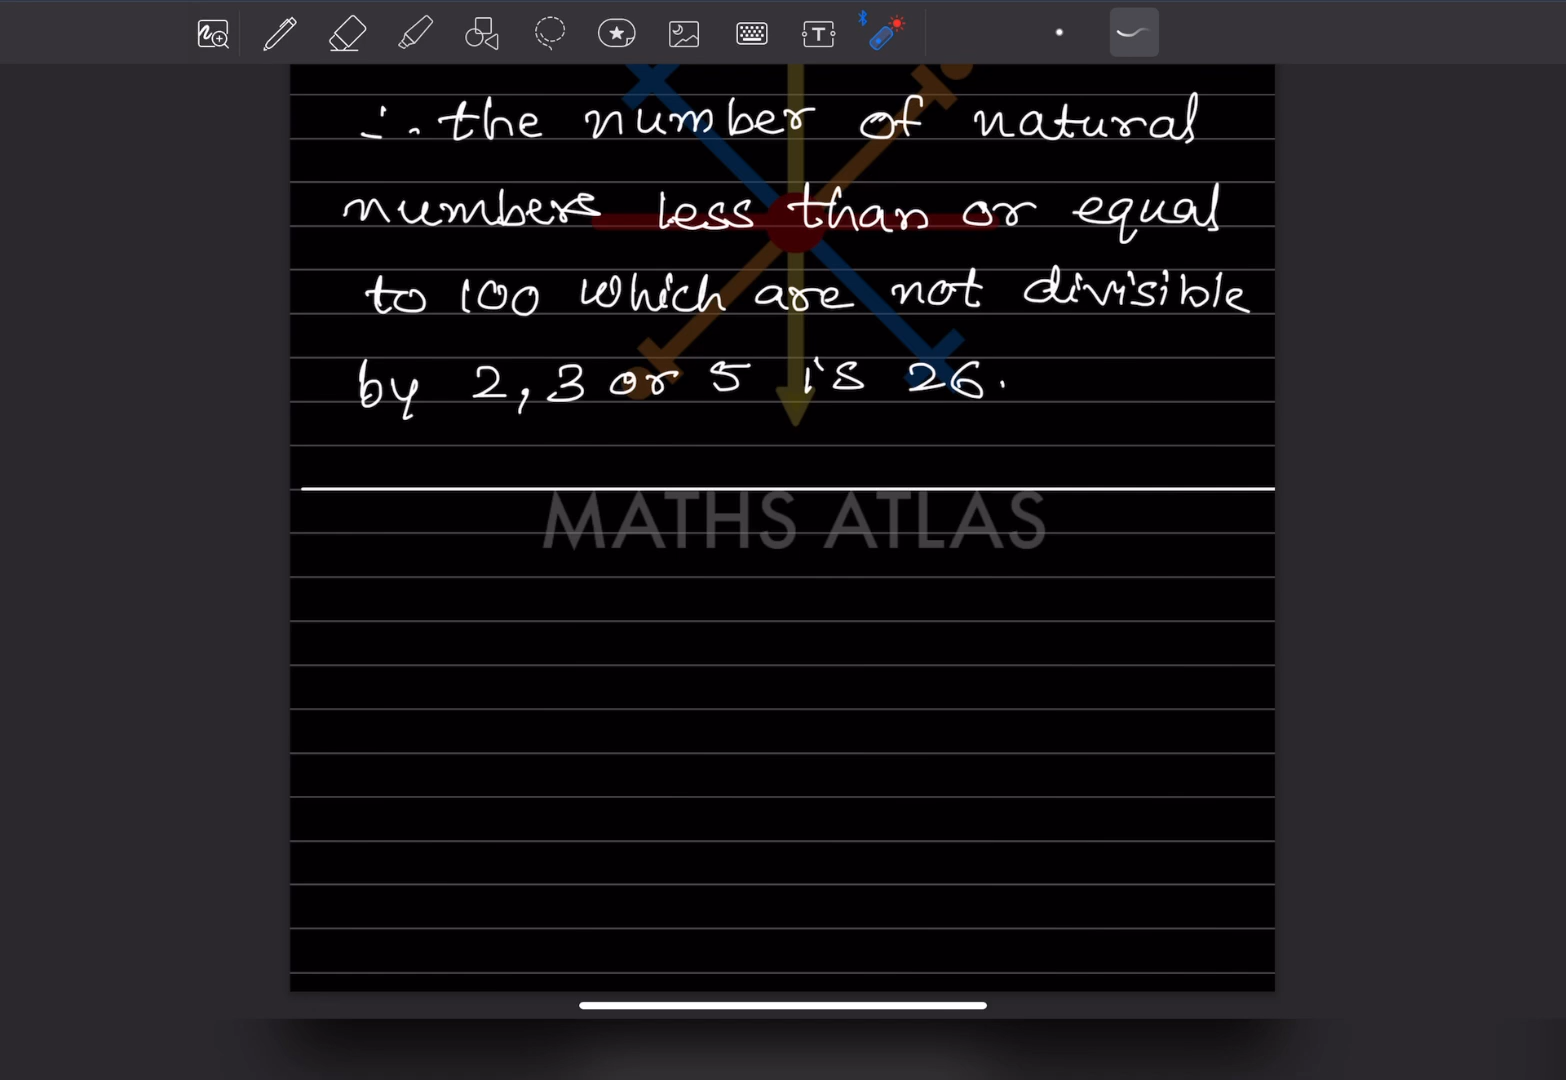 ∴ the number of natural
numbers less than or equal
to 100 which are not divisible
by 2, 3 or 5 is 26.
MATHS ATLAS